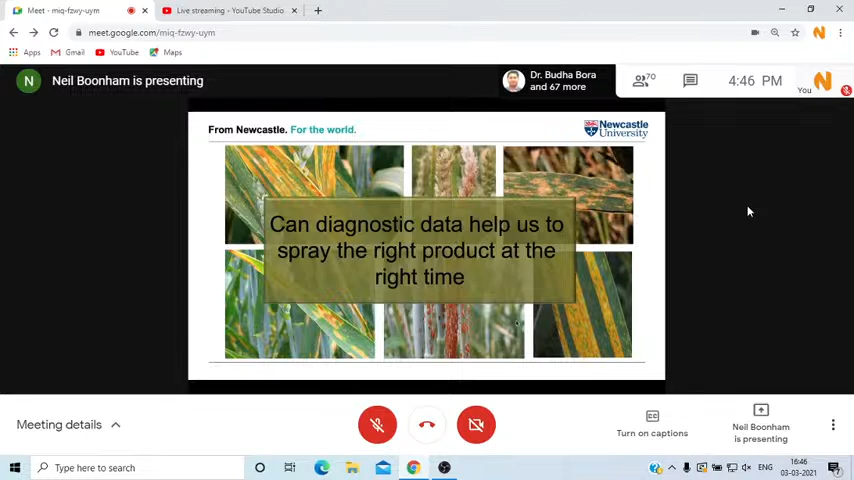 Meet - miq-fzwy-uym
Live streaming - YouTube Studio
meet.google.com/miq-fzwy-uym
Apps
Gmail
YouTube
Maps
N
Neil Boonham is presenting
Dr. Budha Bora
and 67 more
70
4:46 PM
You
From Newcastle. For the world.
Newcastle
University
Can diagnostic data help us to
spray the right product at the
right time
Meeting details
Turn on captions
Neil Boonham
is presenting
Type here to search
ENG
16:46
03-03-2021